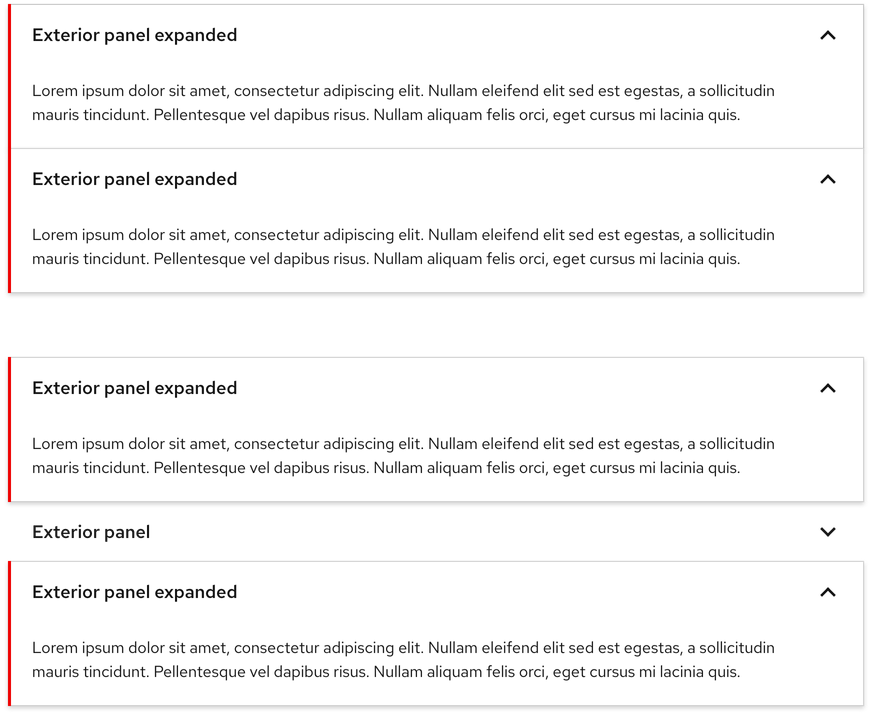 Exterior panel expanded
Lorem ipsum dolor sit amet, consectetur adipiscing elit. Nullam eleifend elit sed est egestas, a sollicitudin
mauris tincidunt. Pellentesque vel dapibus risus. Nullam aliquam felis orci, eget cursus mi lacinia quis.
Exterior panel expanded
Lorem ipsum dolor sit amet, consectetur adipiscing elit. Nullam eleifend elit sed est egestas, a sollicitudin
mauris tincidunt. Pellentesque vel dapibus risus. Nullam aliquam felis orci, eget cursus mi lacinia quis.
Exterior panel expanded
Lorem ipsum dolor sit amet, consectetur adipiscing elit. Nullam eleifend elit sed est egestas, a sollicitudin
mauris tincidunt. Pellentesque vel dapibus risus. Nullam aliquam felis orci, eget cursus mi lacinia quis.
Exterior panel
Exterior panel expanded
Lorem ipsum dolor sit amet, consectetur adipiscing elit. Nullam eleifend elit sed est egestas, a sollicitudin
mauris tincidunt. Pellentesque vel dapibus risus. Nullam aliquam felis orci, eget cursus mi lacinia quis.